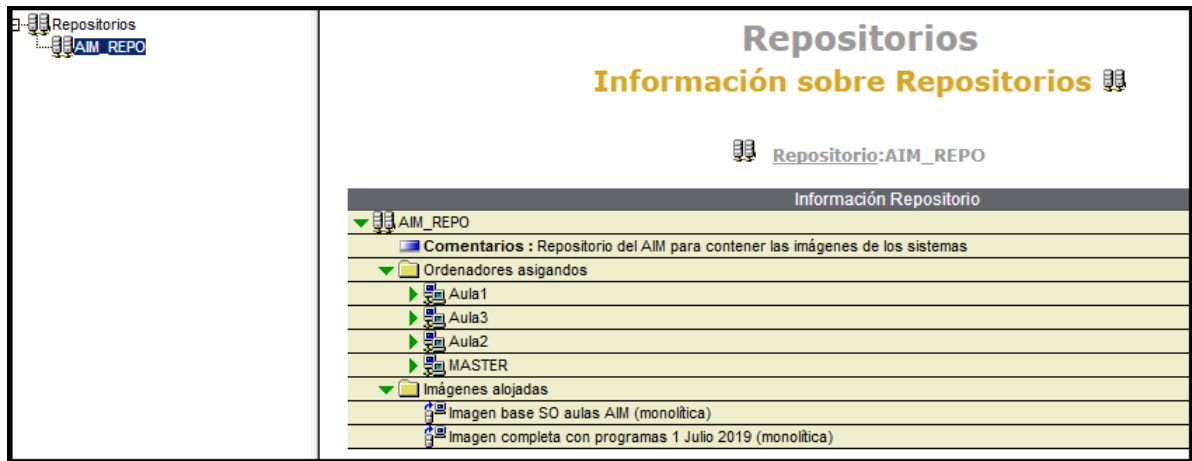 Repositorios
AIM_REPO
Repositorios
Información sobre Repositorios
Repositorio:AIM_REPO
Información Repositorio
AIM_REPO
Comentarios : Repositorio del AIM para contener las imágenes de los sistemas
Ordenadores asigandos
Aula1
Aula3
Aula2
MASTER
Imágenes alojadas
Imagen base SO aulas AIM (monolítica)
Imagen completa con programas 1 Julio 2019 (monolítica)